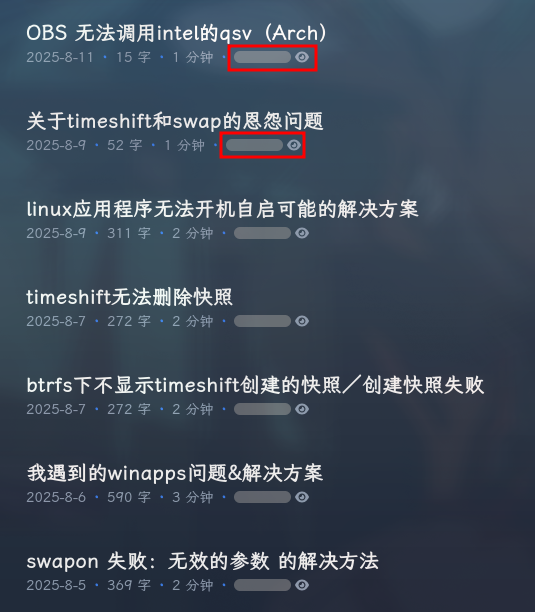 OBS 无法调用intel的qsv（Arch）
2025-8-11 · 15 字 · 1 分钟 ·
关于timeshift和swap的恩怨问题
2025-8-9 · 52 字 · 1 分钟 ·
linux应用程序无法开机自启可能的解决方案
2025-8-9 · 311 字 · 2 分钟 ·
timeshift无法删除快照
2025-8-7 · 272 字 · 2 分钟 ·
btrfs下不显示timeshift创建的快照／创建快照失败
2025-8-7 · 272 字 · 2 分钟 ·
我遇到的winapps问题&解决方案
2025-8-6 · 590 字 · 3 分钟 ·
swapon 失败：无效的参数 的解决方法
2025-8-5 · 369 字 · 2 分钟 ·